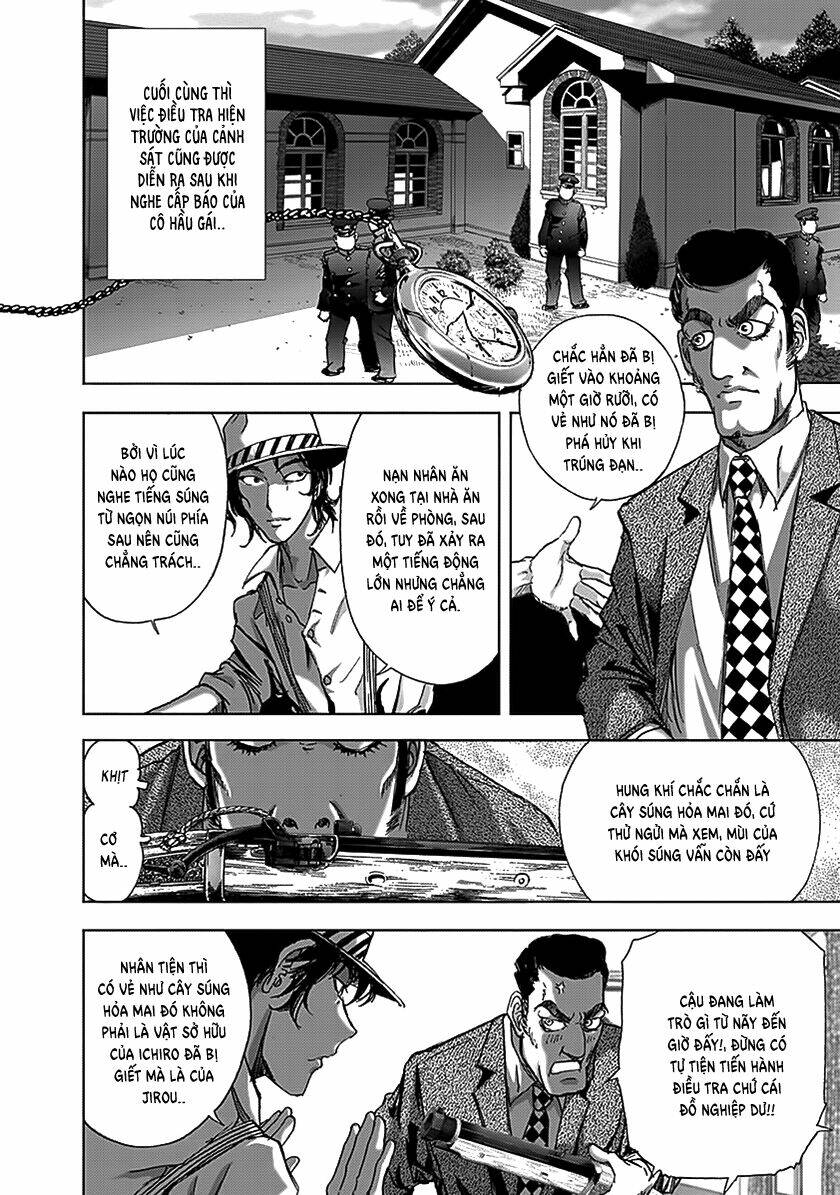 CUỐI CÙNG THÌ
VIỆC ĐIỀU TRA HIỆN
TRƯỜNG CỦA CẢNH
SÁT CŨNG ĐƯỢC
DIỄN RA SAU KHI
NGHE CẤP BÁO CỦA
CÔ HẦU GÁI..
CHẮC HẲN ĐÃ BỊ
GIẾT VÀO KHOẢNG
MỘT GIỜ RƯỠI, CÓ
VẺ NHƯ NÓ ĐÃ BỊ
PHÁ HỦY KHI
TRÚNG ĐẠN..
NẠN NHÂN ĂN
XONG TẠI NHÀ ĂN
RỒI VỀ PHÒNG, SAU
ĐÓ, TUY ĐÃ XẢY RA
MỘT TIẾNG ĐỘNG
LỚN NHƯNG CHẲNG
AI ĐỂ Ý CẢ.
BỞI VÌ LÚC
NÀO HỌ CŨNG
NGHE TIẾNG SÚNG
TỪ NGỌN NÚI PHÍA
SAU NÊN CŨNG
CHẲNG TRÁCH..
HUNG KHÍ CHẮC CHẮN LÀ
CÂY SÚNG HỎA MAI ĐÓ, CỨ
THỬ NGỬI MÀ XEM, MÙI CỦA
KHÓI SÚNG VẪN CÒN ĐẤY
KHỊT
CƠ
MÀ..
CẬU ĐANG LÀM
TRÒ GÌ TỪ NÃY ĐẾN
GIỜ ĐẤY!, ĐỪNG CÓ
TỰ TIỆN TIẾN HÀNH
ĐIỀU TRA CHỨ CÁI
ĐỒ NGHIỆP DƯ!!
NHÂN TIỆN THÌ
CÓ VẺ NHƯ CÂY SÚNG
HỎA MAI ĐÓ KHÔNG
PHẢI LÀ VẬT SỞ HỮU
CỦA ICHIRO ĐÃ BỊ
GIẾT MÀ LÀ CỦA
JIROU..